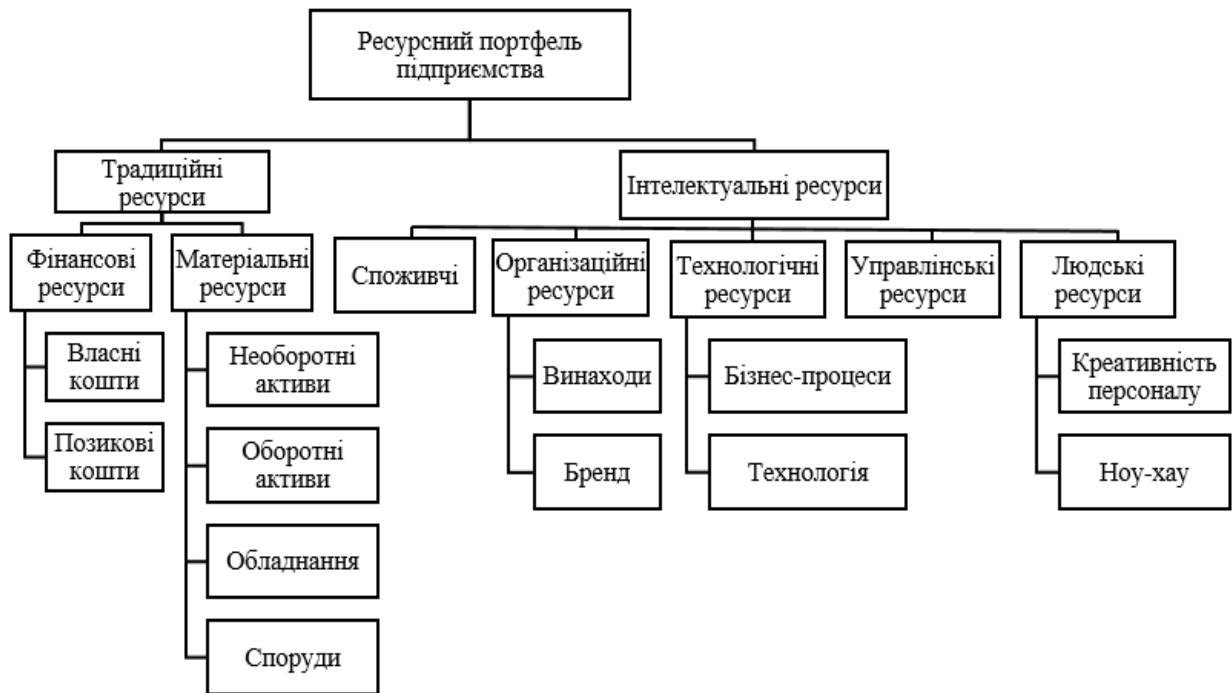 Ресурсний портфель
підприємства
Традиційні
ресурси
Інтелектуальні ресурси
Фінансові
ресурси
Матеріальні
ресурси
Споживчі
Організаційні
ресурси
Технологічні
ресурси
Управлінські
ресурси
Людські
ресурси
Власні
кошти
Позикові
кошти
Необоротні
активи
Оборотні
активи
Обладнання
Споруди
Винаходи
Бренд
Бізнес-процеси
Технологія
Креативність
персоналу
Ноу-хау